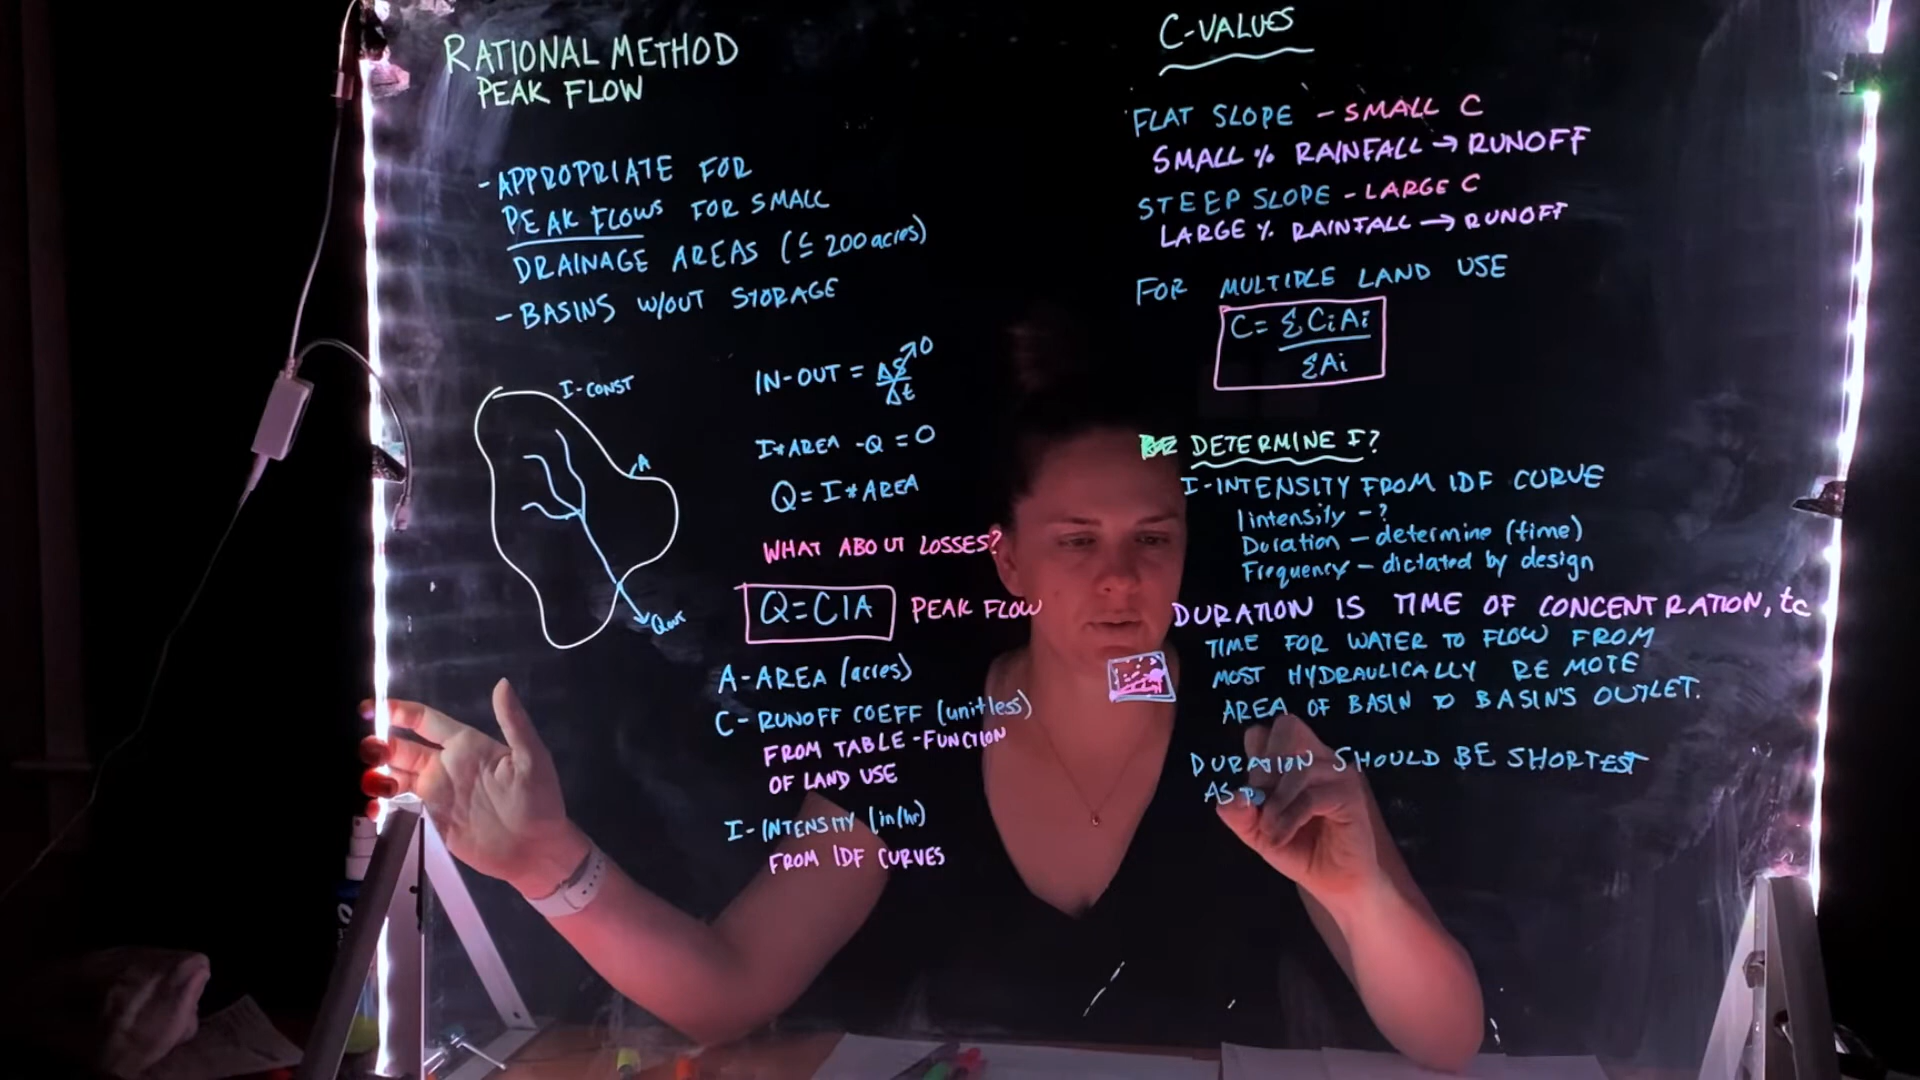 RATIONAL METHOD
PEAK FLOW
- APPROPRIATE FOR
PEAK FLOWS FOR SMALL
DRAINAGE AREAS (≤ 200 acres)
- BASINS W/OUT STORAGE
I-CONST
A
Qout
IN-OUT = ΔS/Δt → 0
I*AREA - Q = 0
Q = I*AREA
WHAT ABOUT LOSSES?
Q=CIA PEAK FLOW
A-AREA (acres)
C-RUNOFF COEFF (unitless)
FROM TABLE-FUNCTION
OF LAND USE
I-INTENSITY (in/hr)
FROM IDF CURVES
C-VALUES
FLAT SLOPE - SMALL C
SMALL % RAINFALL → RUNOFF
STEEP SLOPE - LARGE C
LARGE % RAINFALL → RUNOFF
FOR MULTIPLE LAND USE
C = ΣCiAi
ΣAi
DETERMINE I?
I-INTENSITY FROM IDF CURVE
Intensity - ?
Duration - determine (time)
Frequency - dictated by design
DURATION IS TIME OF CONCENTRATION, tc
TIME FOR WATER TO FLOW FROM
MOST HYDRAULICALLY REMOTE
AREA OF BASIN TO BASIN'S OUTLET.
DURATION SHOULD BE SHORTEST
AS